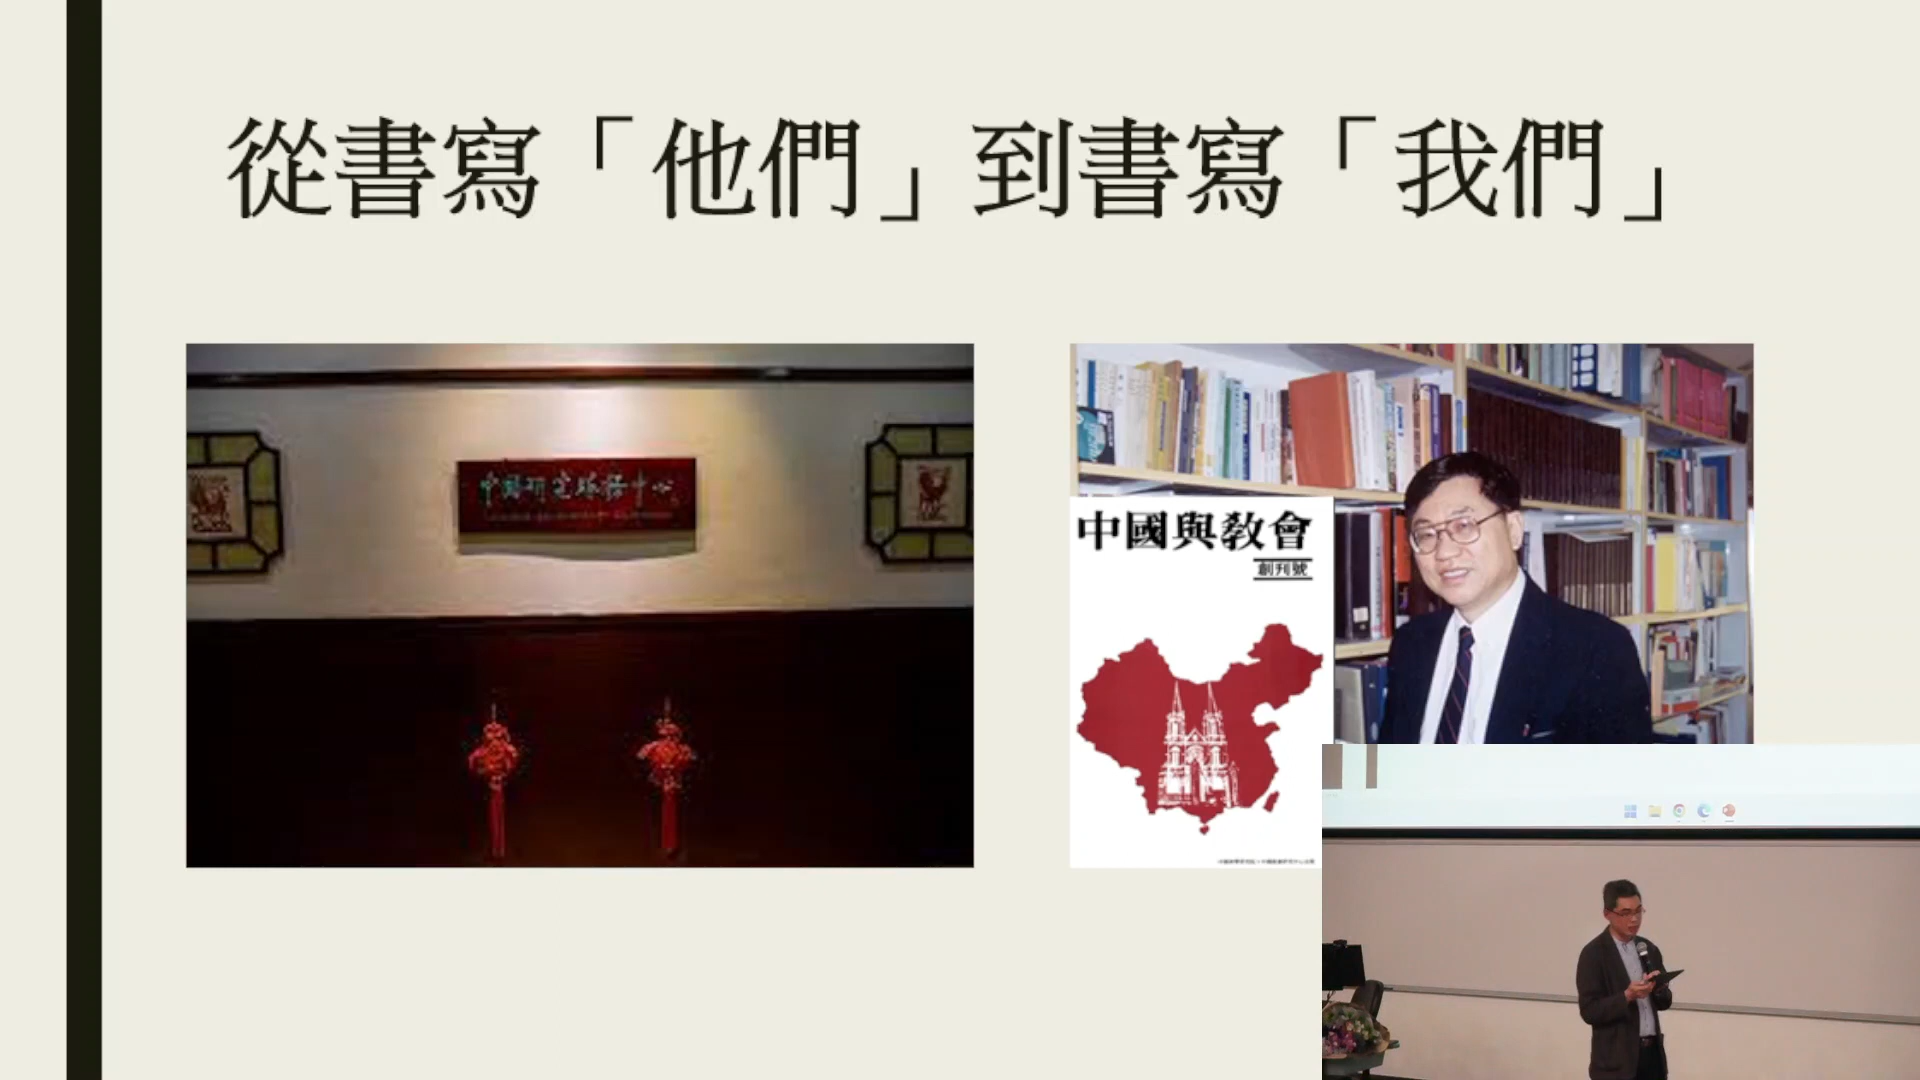 從書寫「他們」到書寫「我們」
中國研究服務中心
中國與教會
創刊號